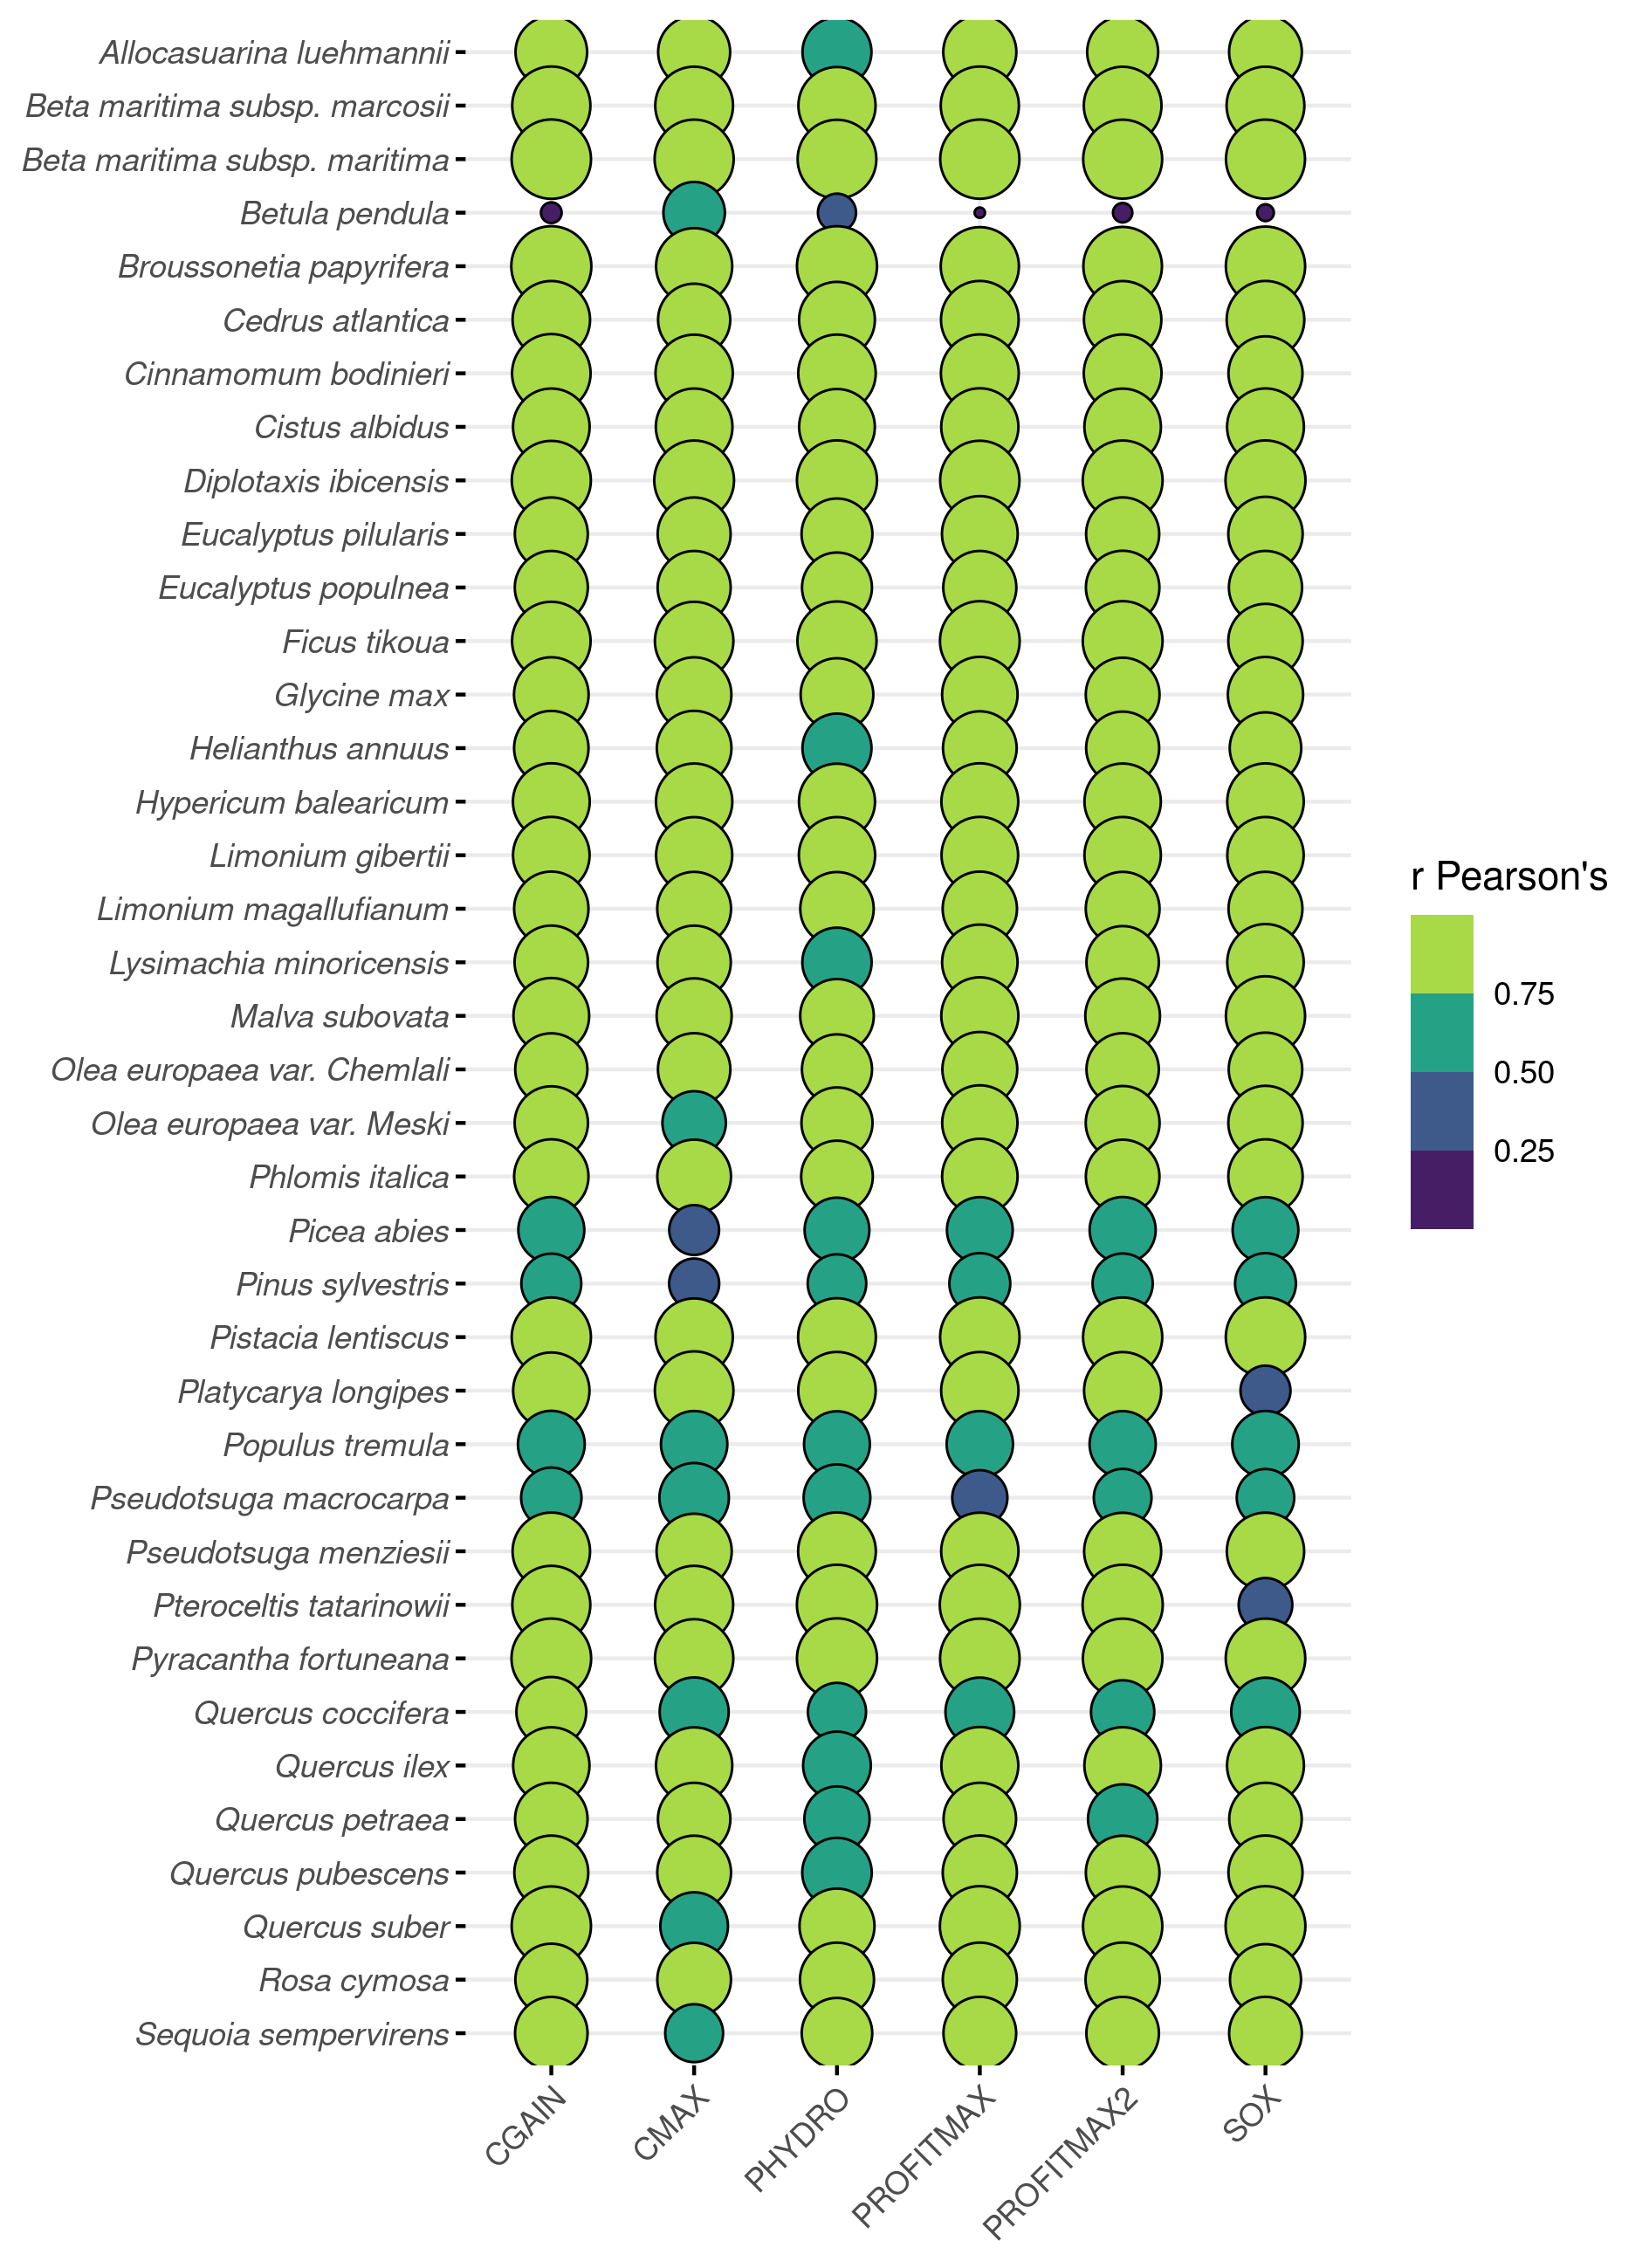 Allocasuarina luehmannii
Beta maritima subsp. marcosii
Beta maritima subsp. maritima
Betula pendula
Broussonetia papyrifera
Cedrus atlantica
Cinnamomum bodinieri
Cistus albidus
Diplotaxis ibicensis
Eucalyptus pilularis
Eucalyptus populnea
Ficus tikoua
Glycine max
Helianthus annuus
Hypericum balearicum
Limonium gibertii
Limonium magallufianum
Lysimachia minoricensis
Malva subovata
Olea europaea var. Chemlali
Olea europaea var. Meski
Phlomis italica
Picea abies
Pinus sylvestris
Pistacia lentiscus
Platycarya longipes
Populus tremula
Pseudotsuga macrocarpa
Pseudotsuga menziesii
Pteroceltis tatarinowii
Pyracantha fortuneana
Quercus coccifera
Quercus ilex
Quercus petraea
Quercus pubescens
Quercus suber
Rosa cymosa
Sequoia sempervirens
CGAIN
CMAX
PHYDRO
PROFITMAX
PROFITMAX2
SOX
r Pearson's
0.75
0.50
0.25